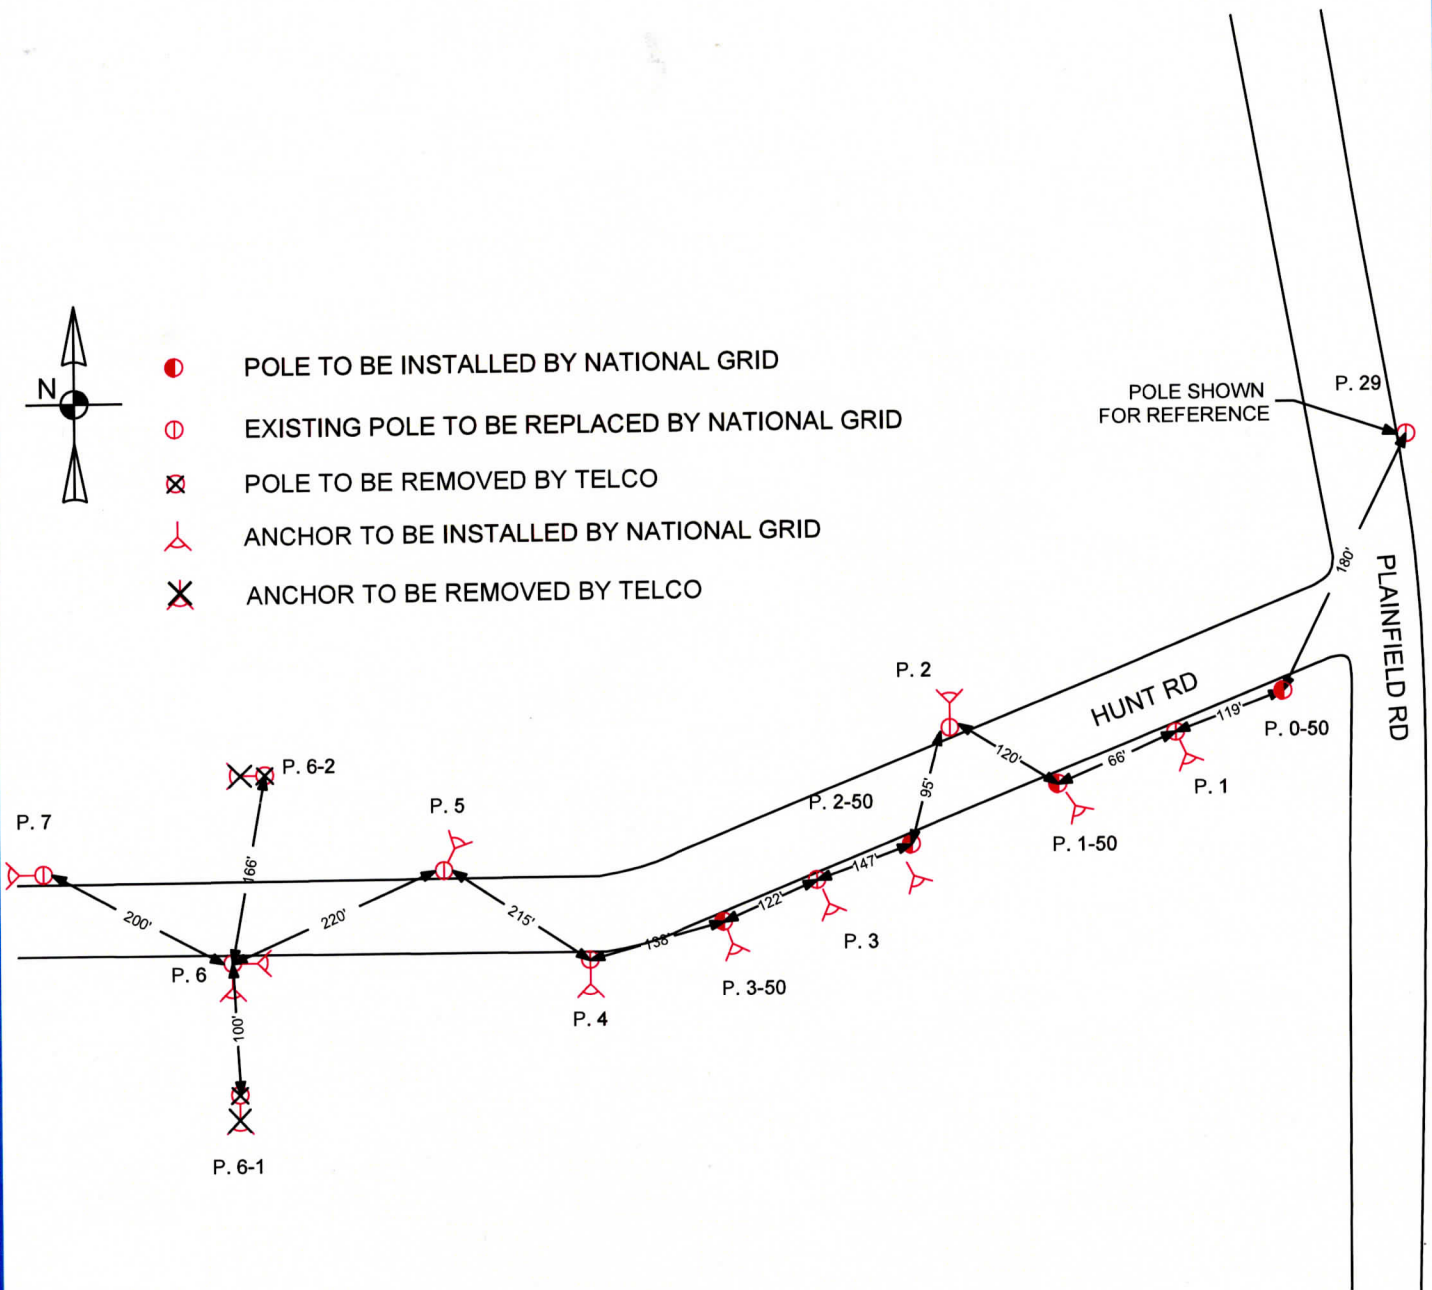 N
POLE TO BE INSTALLED BY NATIONAL GRID
EXISTING POLE TO BE REPLACED BY NATIONAL GRID
POLE TO BE REMOVED BY TELCO
ANCHOR TO BE INSTALLED BY NATIONAL GRID
ANCHOR TO BE REMOVED BY TELCO
POLE SHOWN
FOR REFERENCE
P. 29
180'
PLAINFIELD RD
HUNT RD
P. 2
119'
P. 0-50
120'
66'
P. 1
95'
P. 2-50
P. 1-50
P. 6-2
P. 5
P. 7
147'
166'
122'
200'
220'
215'
138'
P. 3
P. 6
P. 3-50
P. 4
100'
P. 6-1